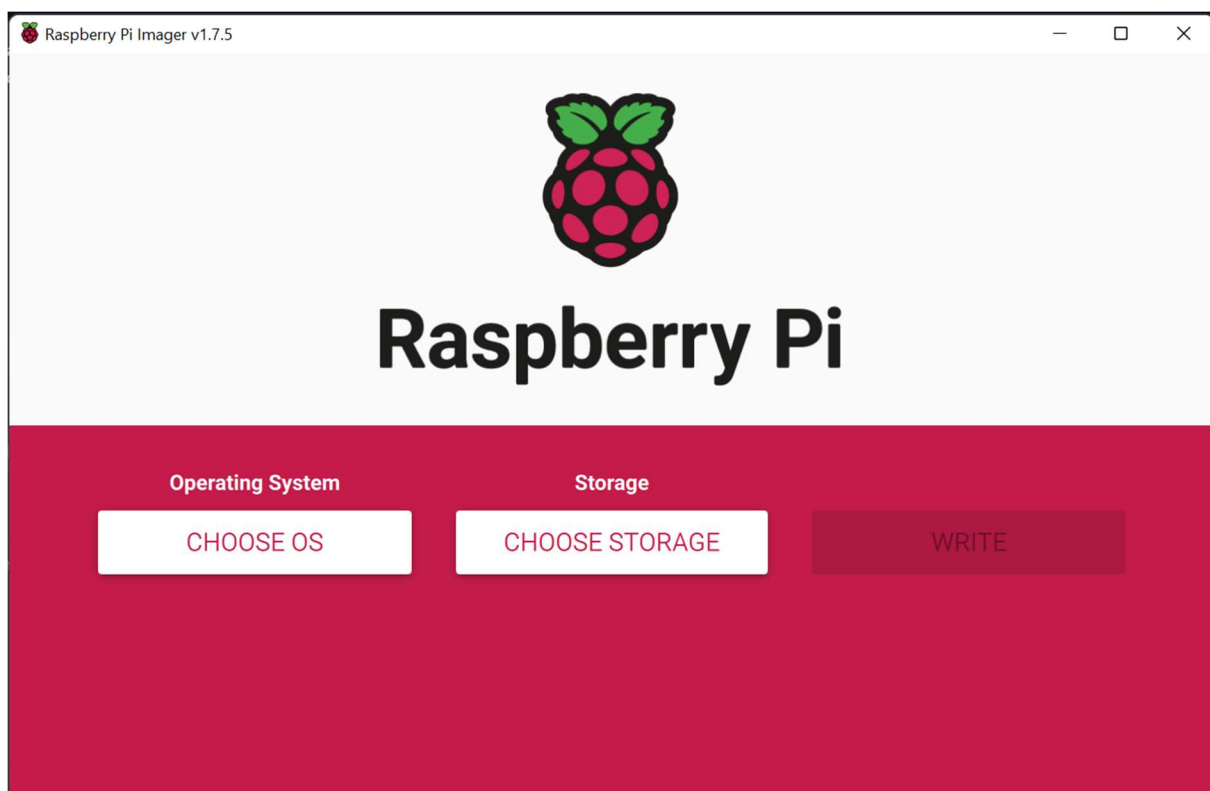 Raspberry Pi Imager v1.7.5
Raspberry Pi
Operating System
Storage
CHOOSE OS
CHOOSE STORAGE
WRITE